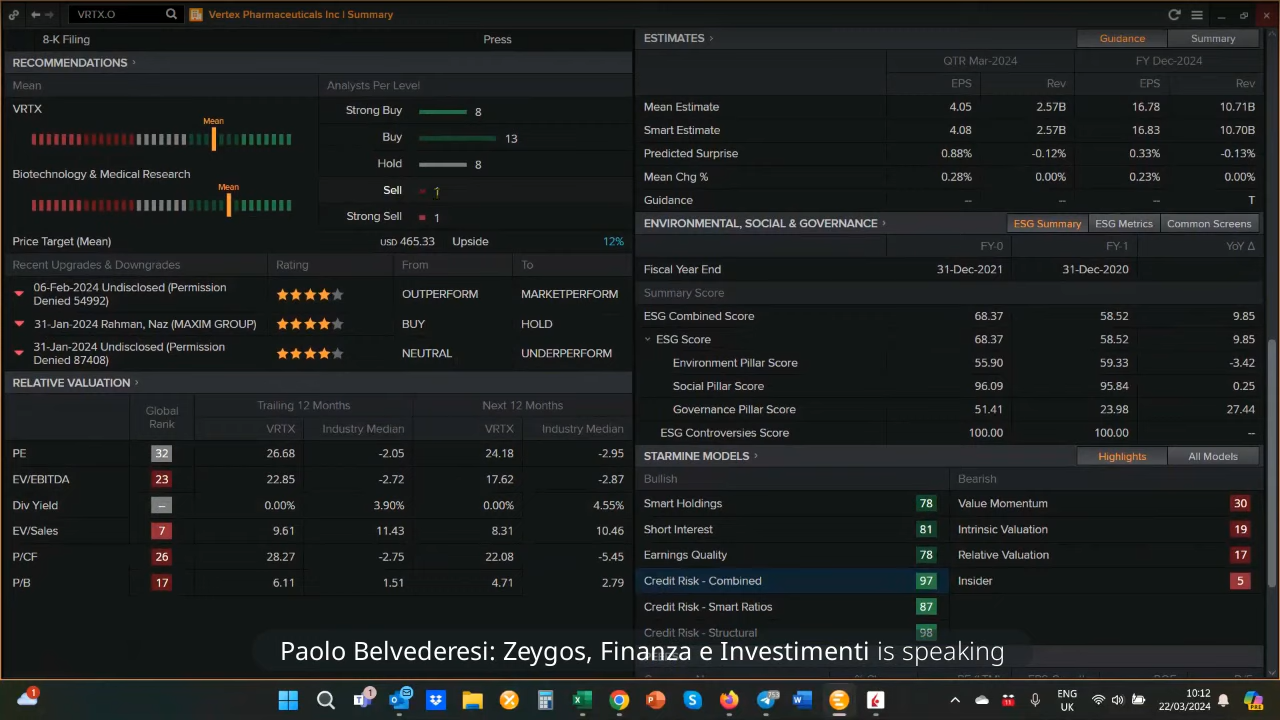 VRTX.O
Vertex Pharmaceuticals Inc | Summary
8-K Filing Press
RECOMMENDATIONS
Mean Analysts Per Level
VRTX
Mean
Strong Buy 8
Buy 13
Hold 8
Biotechnology & Medical Research
Mean
Sell 1
Strong Sell 1
Price Target (Mean) USD 465.33 Upside 12%
Recent Upgrades & Downgrades Rating From To
06-Feb-2024 Undisclosed (Permission
Denied 54992) OUTPERFORM MARKETPERFORM
31-Jan-2024 Rahman, Naz (MAXIM GROUP) BUY HOLD
31-Jan-2024 Undisclosed (Permission
Denied 87408) NEUTRAL UNDERPERFORM
RELATIVE VALUATION
Global
Rank
Trailing 12 Months Next 12 Months
VRTX Industry Median VRTX Industry Median
PE 32 26.68 -2.05 24.18 -2.95
EV/EBITDA 23 22.85 -2.72 17.62 -2.87
Div Yield -- 0.00% 3.90% 0.00% 4.55%
EV/Sales 7 9.61 11.43 8.31 10.46
P/CF 26 28.27 -2.75 22.08 -5.45
P/B 17 6.11 1.51 4.71 2.79
ESTIMATES Guidance Summary
QTR Mar-2024 FY Dec-2024
EPS Rev EPS Rev
Mean Estimate 4.05 2.57B 16.78 10.71B
Smart Estimate 4.08 2.57B 16.83 10.70B
Predicted Surprise 0.88% -0.12% 0.33% -0.13%
Mean Chg % 0.28% 0.00% 0.23% 0.00%
Guidance -- -- -- T
ENVIRONMENTAL, SOCIAL & GOVERNANCE ESG Summary ESG Metrics Common Screens
FY-0 FY-1 YoY Δ
Fiscal Year End 31-Dec-2021 31-Dec-2020
Summary Score
ESG Combined Score 68.37 58.52 9.85
ESG Score 68.37 58.52 9.85
Environment Pillar Score 55.90 59.33 -3.42
Social Pillar Score 96.09 95.84 0.25
Governance Pillar Score 51.41 23.98 27.44
ESG Controversies Score 100.00 100.00 --
STARMINE MODELS Highlights All Models
Bullish Bearish
Smart Holdings 78 Value Momentum 30
Short Interest 81 Intrinsic Valuation 19
Earnings Quality 78 Relative Valuation 17
Credit Risk - Combined 97 Insider 5
Credit Risk - Smart Ratios 87
Credit Risk - Structural 98
Paolo Belvederesi: Zeygos, Finanza e Investimenti is speaking
1 1 753 11
ENG
UK
10:12
22/03/2024
PRE